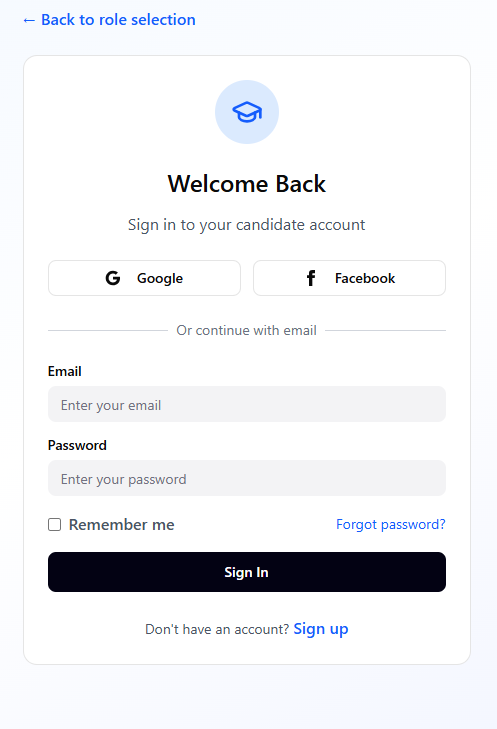 ← Back to role selection
Welcome Back
Sign in to your candidate account
Google
Facebook
Or continue with email
Email
Enter your email
Password
Enter your password
Remember me
Forgot password?
Sign In
Don't have an account? Sign up